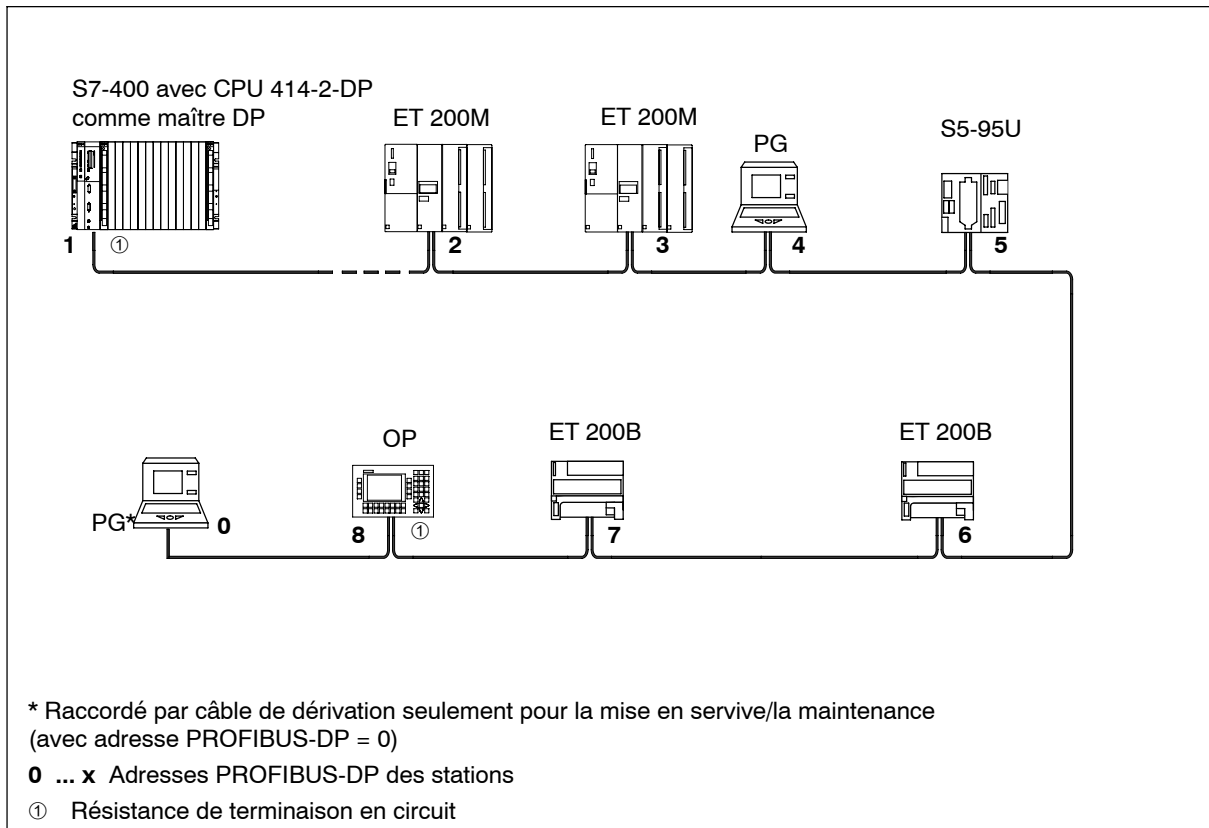 S7-400 avec CPU 414-2-DP
comme maître DP
ET 200M
ET 200M
PG
S5-95U
1 ①
2
3
4
5
PG* 0
OP
8 ①
ET 200B
7
ET 200B
6
* Raccordé par câble de dérivation seulement pour la mise en servive/la maintenance
(avec adresse PROFIBUS-DP = 0)
0 ... x Adresses PROFIBUS-DP des stations
① Résistance de terminaison en circuit